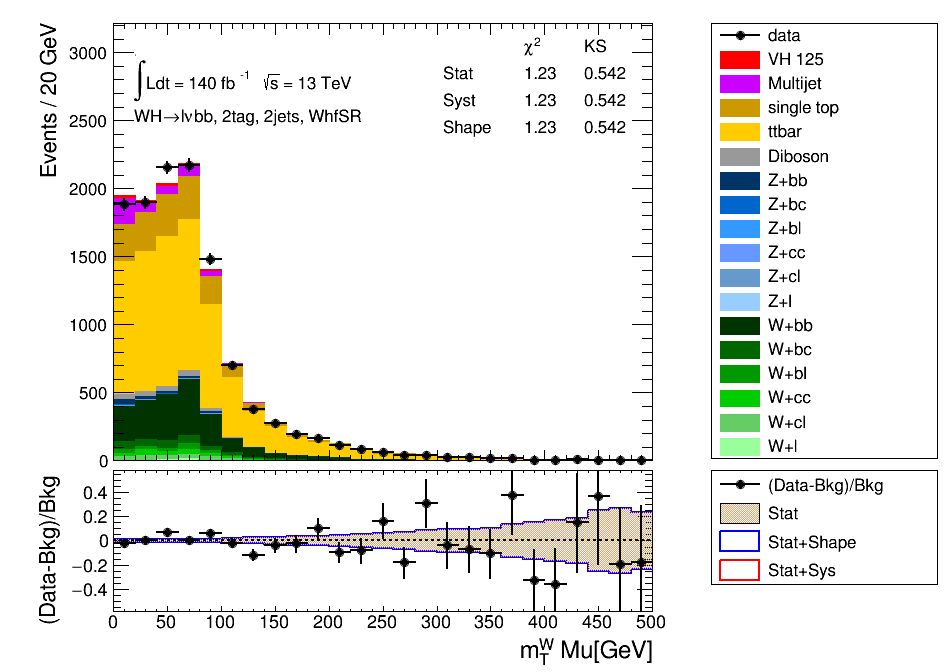 Events / 20 GeV
3000
2500
2000
1500
1000
500
0
∫Ldt = 140 fb⁻¹ √s = 13 TeV
WH→lνbb, 2tag, 2jets, WhfSR
χ² KS
Stat 1.23 0.542
Syst 1.23 0.542
Shape 1.23 0.542
data
VH 125
Multijet
single top
ttbar
Diboson
Z+bb
Z+bc
Z+bl
Z+cc
Z+cl
Z+l
W+bb
W+bc
W+bl
W+cc
W+cl
W+l
(Data-Bkg)/Bkg
0.4
0.2
0
−0.2
−0.4
0 50 100 150 200 250 300 350 400 450 500
m_T^W Mu[GeV]
(Data-Bkg)/Bkg
Stat
Stat+Shape
Stat+Sys